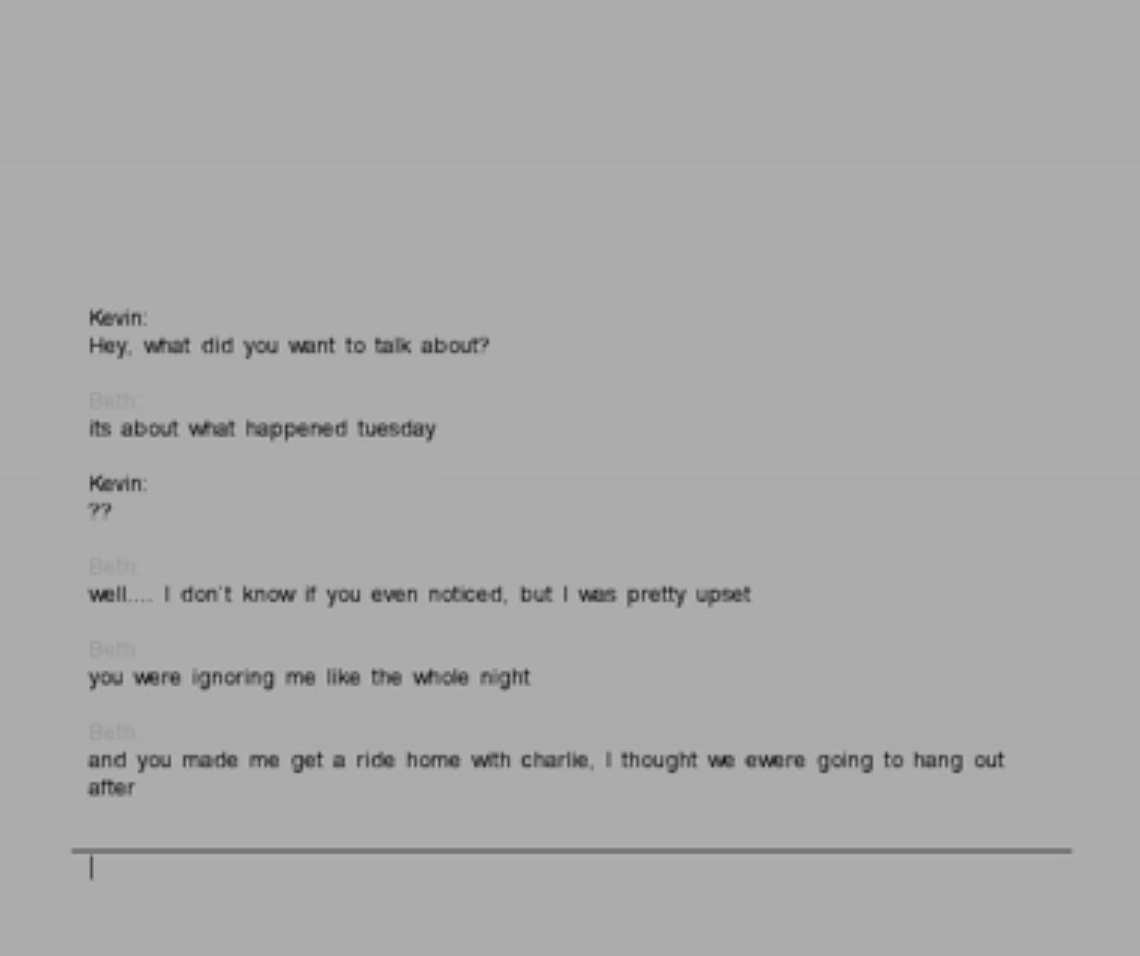 Kevin:
Hey, what did you want to talk about?
Beth:
its about what happened tuesday
Kevin:
??
Beth:
well.... I don't know if you even noticed, but I was pretty upset
Beth:
you were ignoring me like the whole night
Beth:
and you made me get a ride home with charlie, I thought we ewere going to hang out
after